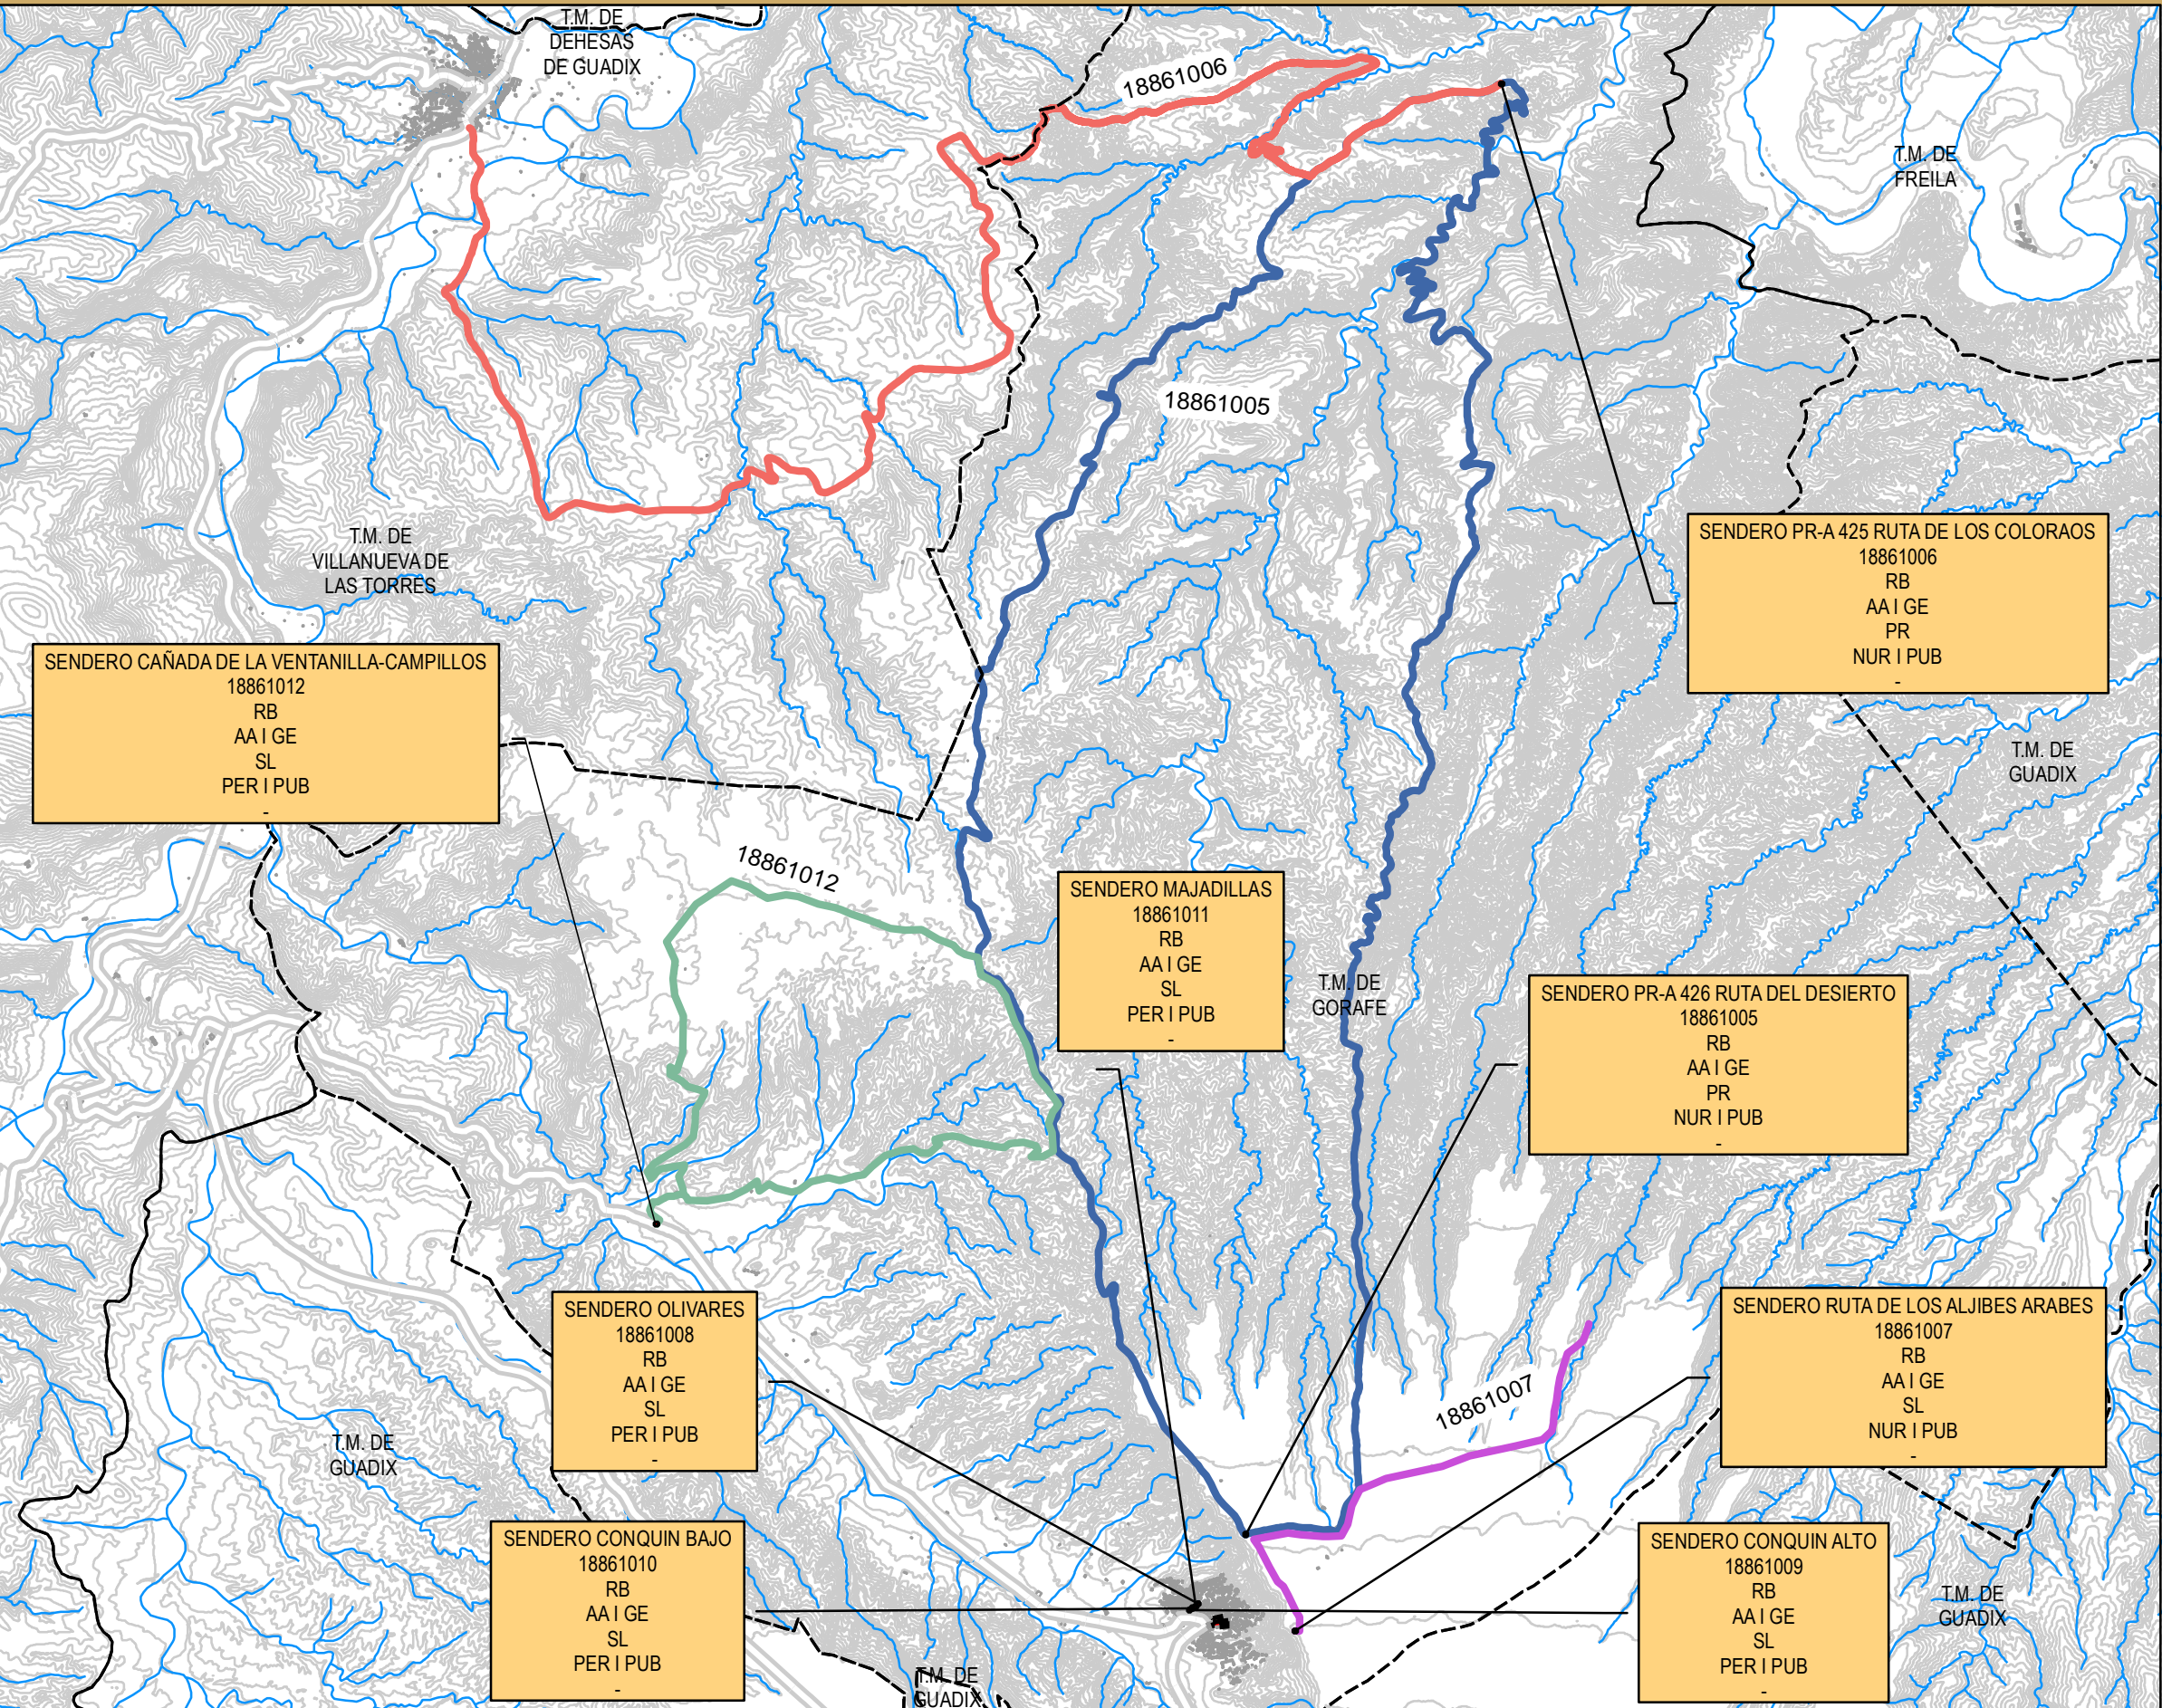 T.M. DE
DEHESAS
DE GUADIX
18861006
T.M. DE
FREILA
18861005
T.M. DE
VILLANUEVA DE
LAS TORRES
SENDERO PR-A 425 RUTA DE LOS COLORAOS
18861006
RB
AA I GE
PR
NUR I PUB
-
SENDERO CAÑADA DE LA VENTANILLA-CAMPILLOS
18861012
RB
AA I GE
SL
PER I PUB
-
T.M. DE
GUADIX
18861012
SENDERO MAJADILLAS
18861011
RB
AA I GE
SL
PER I PUB
-
T.M. DE
GORAFE
SENDERO PR-A 426 RUTA DEL DESIERTO
18861005
RB
AA I GE
PR
NUR I PUB
-
SENDERO OLIVARES
18861008
RB
AA I GE
SL
PER I PUB
-
SENDERO RUTA DE LOS ALJIBES ARABES
18861007
RB
AA I GE
SL
NUR I PUB
-
18861007
T.M. DE
GUADIX
SENDERO CONQUIN BAJO
18861010
RB
AA I GE
SL
PER I PUB
-
SENDERO CONQUIN ALTO
18861009
RB
AA I GE
SL
PER I PUB
-
T.M. DE
GUADIX
T.M. DE
GUADIX